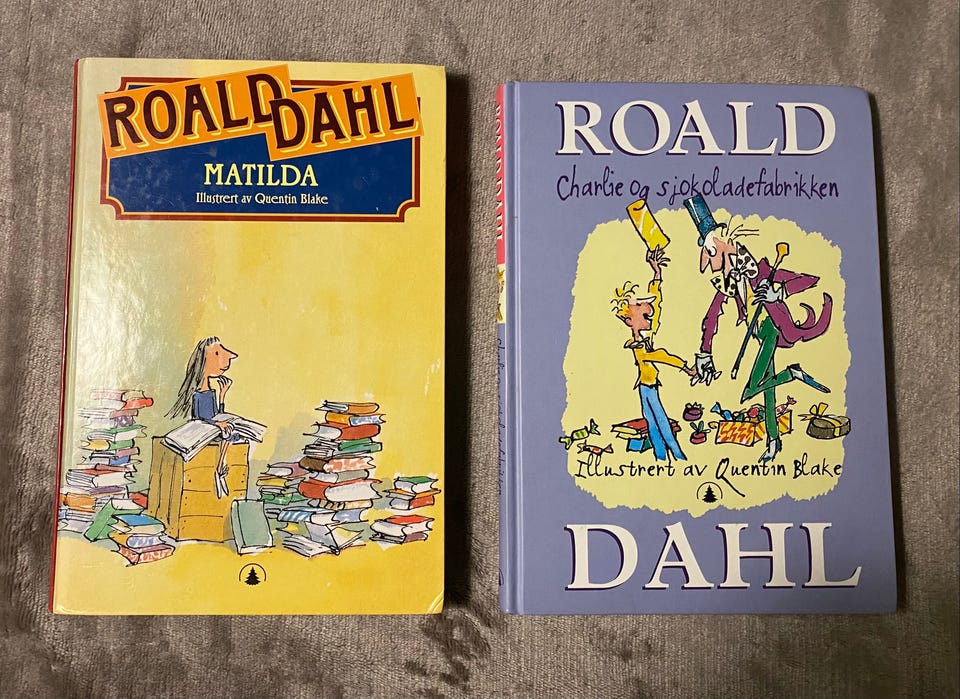 ROALD DAHL
MATILDA
Illustrert av Quentin Blake
ROALD
Charlie og sjokoladefabrikken
Illustrert av Quentin Blake
DAHL